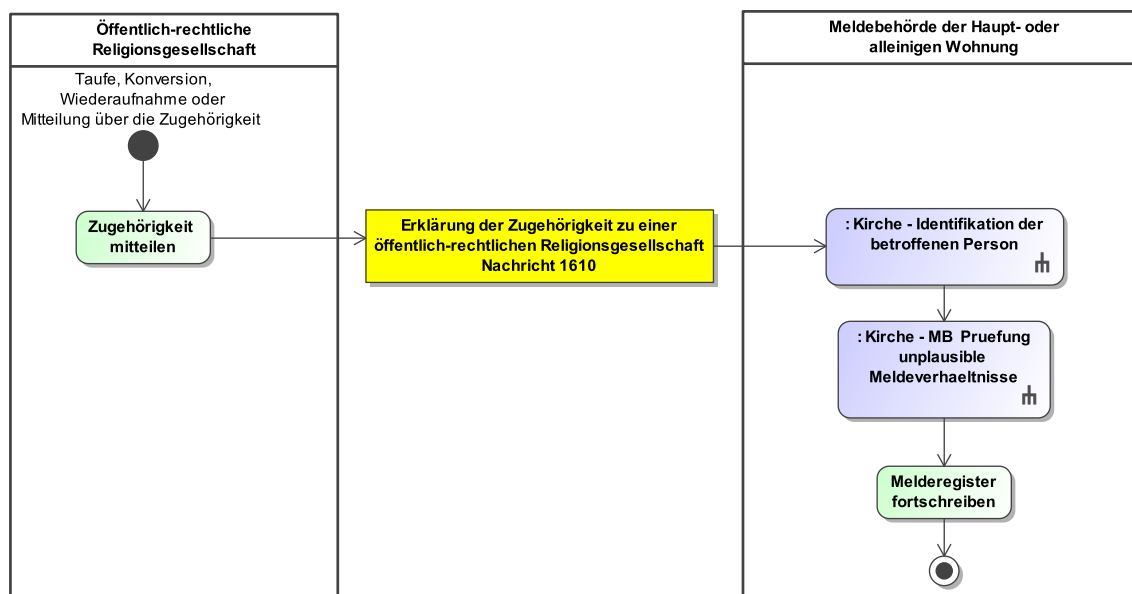 Öffentlich-rechtliche
Religionsgesellschaft
Taufe, Konversion,
Wiederaufnahme oder
Mitteilung über die Zugehörigkeit
Zugehörigkeit
mitteilen
Erklärung der Zugehörigkeit zu einer
öffentlich-rechtlichen Religionsgesellschaft
Nachricht 1610
Meldebehörde der Haupt- oder
alleinigen Wohnung
: Kirche - Identifikation der
betroffenen Person
: Kirche - MB Pruefung
unplausible
Meldeverhaeltnisse
Melderegister
fortschreiben